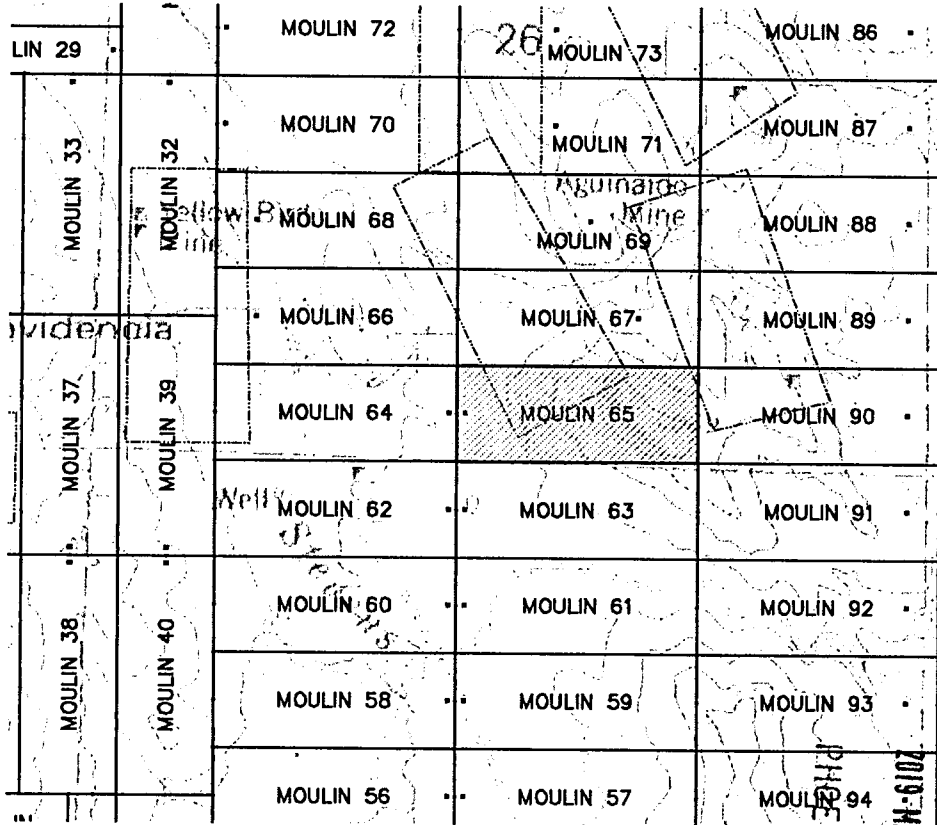 MOULIN 72
26
MOULIN 73
MOULIN 86
LIN 29
MOULIN 33
MOULIN 32
MOULIN 70
MOULIN 71
MOULIN 87
Aguinaldo
Mine
MOULIN 68
MOULIN 69
MOULIN 88
MOULIN 66
MOULIN 67
MOULIN 89
MOULIN 37
MOULIN 39
MOULIN 64
MOULIN 65
MOULIN 90
Well
MOULIN 62
MOULIN 63
MOULIN 91
MOULIN 60
MOULIN 61
MOULIN 92
MOULIN 38
MOULIN 40
MOULIN 58
MOULIN 59
MOULIN 93
MOULIN 56
MOULIN 57
MOULIN 94